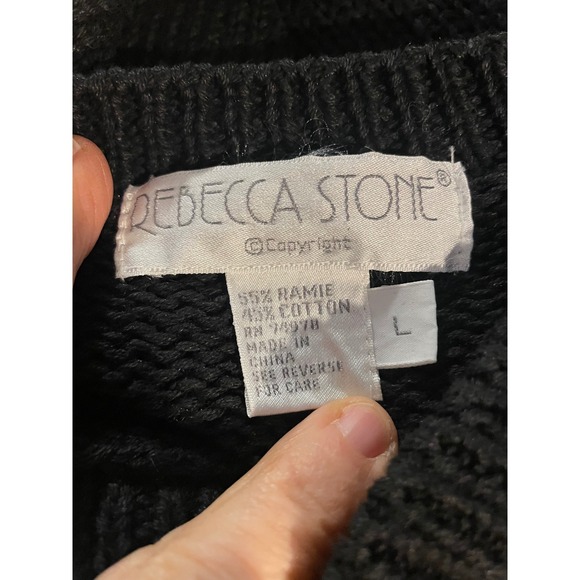 REBECCA STONE®
©Copyright
55% RAMIE
45% COTTON
RN 74978
MADE IN
CHINA
SEE REVERSE
FOR CARE
L